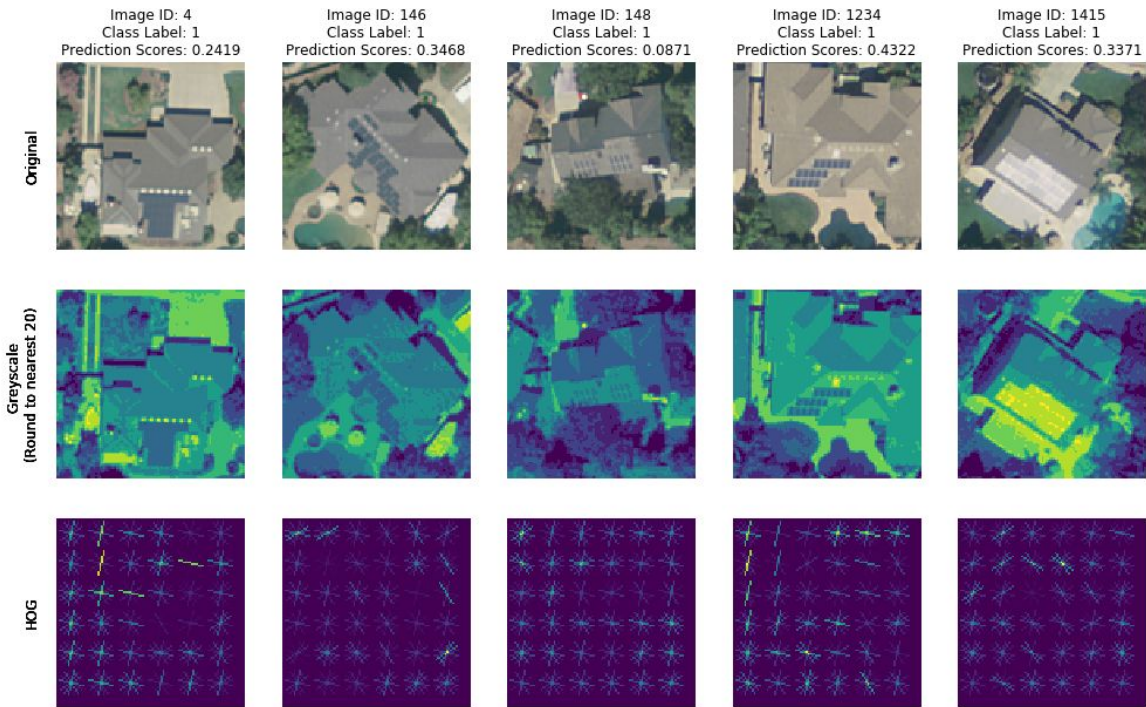 Image ID: 4
Class Label: 1
Prediction Scores: 0.2419
Image ID: 146
Class Label: 1
Prediction Scores: 0.3468
Image ID: 148
Class Label: 1
Prediction Scores: 0.0871
Image ID: 1234
Class Label: 1
Prediction Scores: 0.4322
Image ID: 1415
Class Label: 1
Prediction Scores: 0.3371
Original
Greyscale
(Round to nearest 20)
HOG